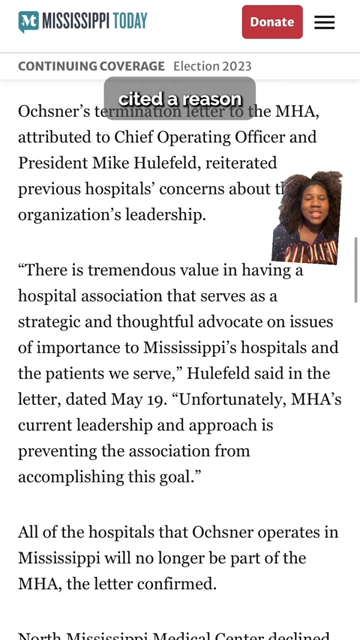 MISSISSIPPI TODAY
Donate
CONTINUING COVERAGE Election 2023
cited a reason
Ochsner’s termination letter to the MHA,
attributed to Chief Operating Officer and
President Mike Hulefeld, reiterated
previous hospitals’ concerns about
organization’s leadership.
“There is tremendous value in having a
hospital association that serves as a
strategic and thoughtful advocate on issues
of importance to Mississippi’s hospitals and
the patients we serve,” Hulefeld said in the
letter, dated May 19. “Unfortunately, MHA’s
current leadership and approach is
preventing the association from
accomplishing this goal.”
All of the hospitals that Ochsner operates in
Mississippi will no longer be part of the
MHA, the letter confirmed.
North Mississippi Medical Center declined